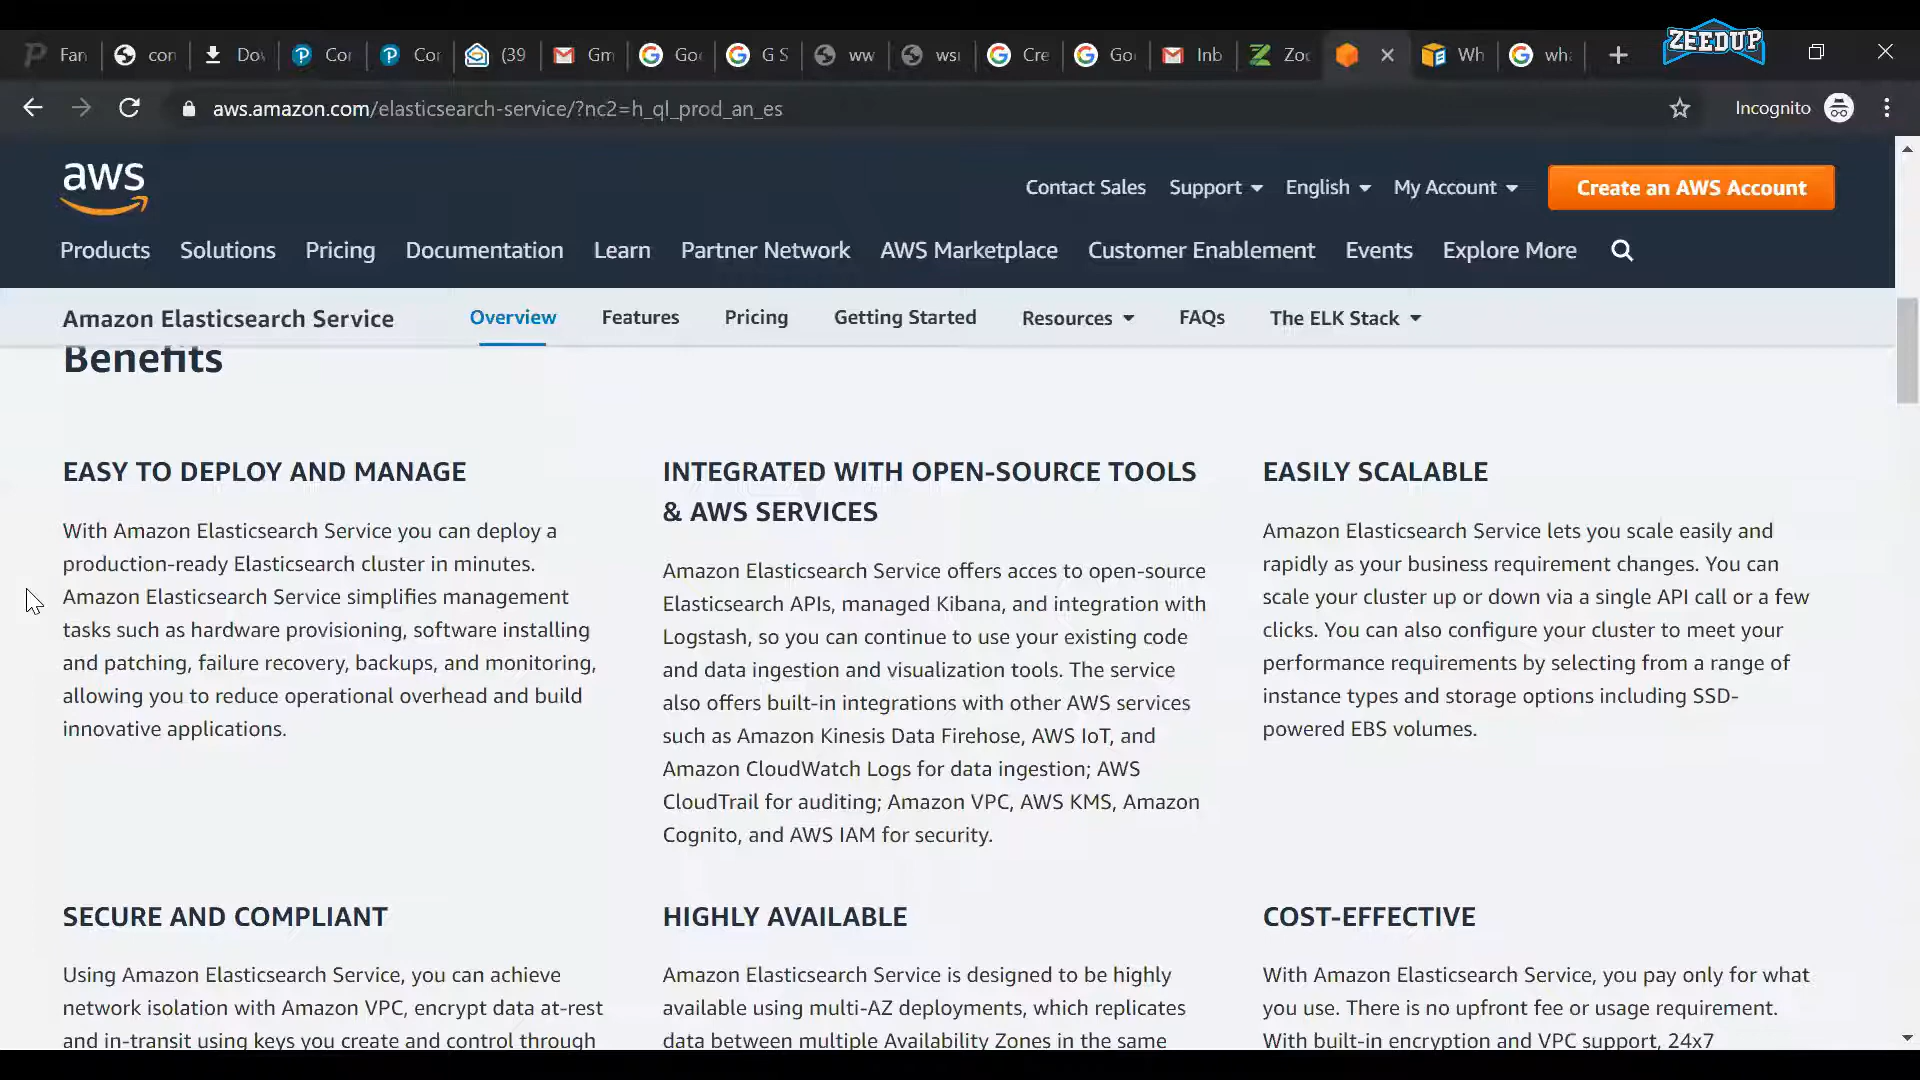 Fan
con
Dov
Cor
Cor
(39
Gm
Goo
G S
ww
wsi
Cre
Goo
Inb
Zoo
Wh
wha
ZEEDUP
aws.amazon.com/elasticsearch-service/?nc2=h_ql_prod_an_es
Incognito
aws
Contact Sales Support English My Account Create an AWS Account
Products Solutions Pricing Documentation Learn Partner Network AWS Marketplace Customer Enablement Events Explore More
Amazon Elasticsearch Service Overview Features Pricing Getting Started Resources FAQs The ELK Stack
Benefits
EASY TO DEPLOY AND MANAGE
With Amazon Elasticsearch Service you can deploy a
production-ready Elasticsearch cluster in minutes.
Amazon Elasticsearch Service simplifies management
tasks such as hardware provisioning, software installing
and patching, failure recovery, backups, and monitoring,
allowing you to reduce operational overhead and build
innovative applications.
INTEGRATED WITH OPEN-SOURCE TOOLS
& AWS SERVICES
Amazon Elasticsearch Service offers acces to open-source
Elasticsearch APIs, managed Kibana, and integration with
Logstash, so you can continue to use your existing code
and data ingestion and visualization tools. The service
also offers built-in integrations with other AWS services
such as Amazon Kinesis Data Firehose, AWS IoT, and
Amazon CloudWatch Logs for data ingestion; AWS
CloudTrail for auditing; Amazon VPC, AWS KMS, Amazon
Cognito, and AWS IAM for security.
EASILY SCALABLE
Amazon Elasticsearch Service lets you scale easily and
rapidly as your business requirement changes. You can
scale your cluster up or down via a single API call or a few
clicks. You can also configure your cluster to meet your
performance requirements by selecting from a range of
instance types and storage options including SSD-
powered EBS volumes.
SECURE AND COMPLIANT
Using Amazon Elasticsearch Service, you can achieve
network isolation with Amazon VPC, encrypt data at-rest
and in-transit using keys you create and control through
HIGHLY AVAILABLE
Amazon Elasticsearch Service is designed to be highly
available using multi-AZ deployments, which replicates
data between multiple Availability Zones in the same
COST-EFFECTIVE
With Amazon Elasticsearch Service, you pay only for what
you use. There is no upfront fee or usage requirement.
With built-in encryption and VPC support, 24x7